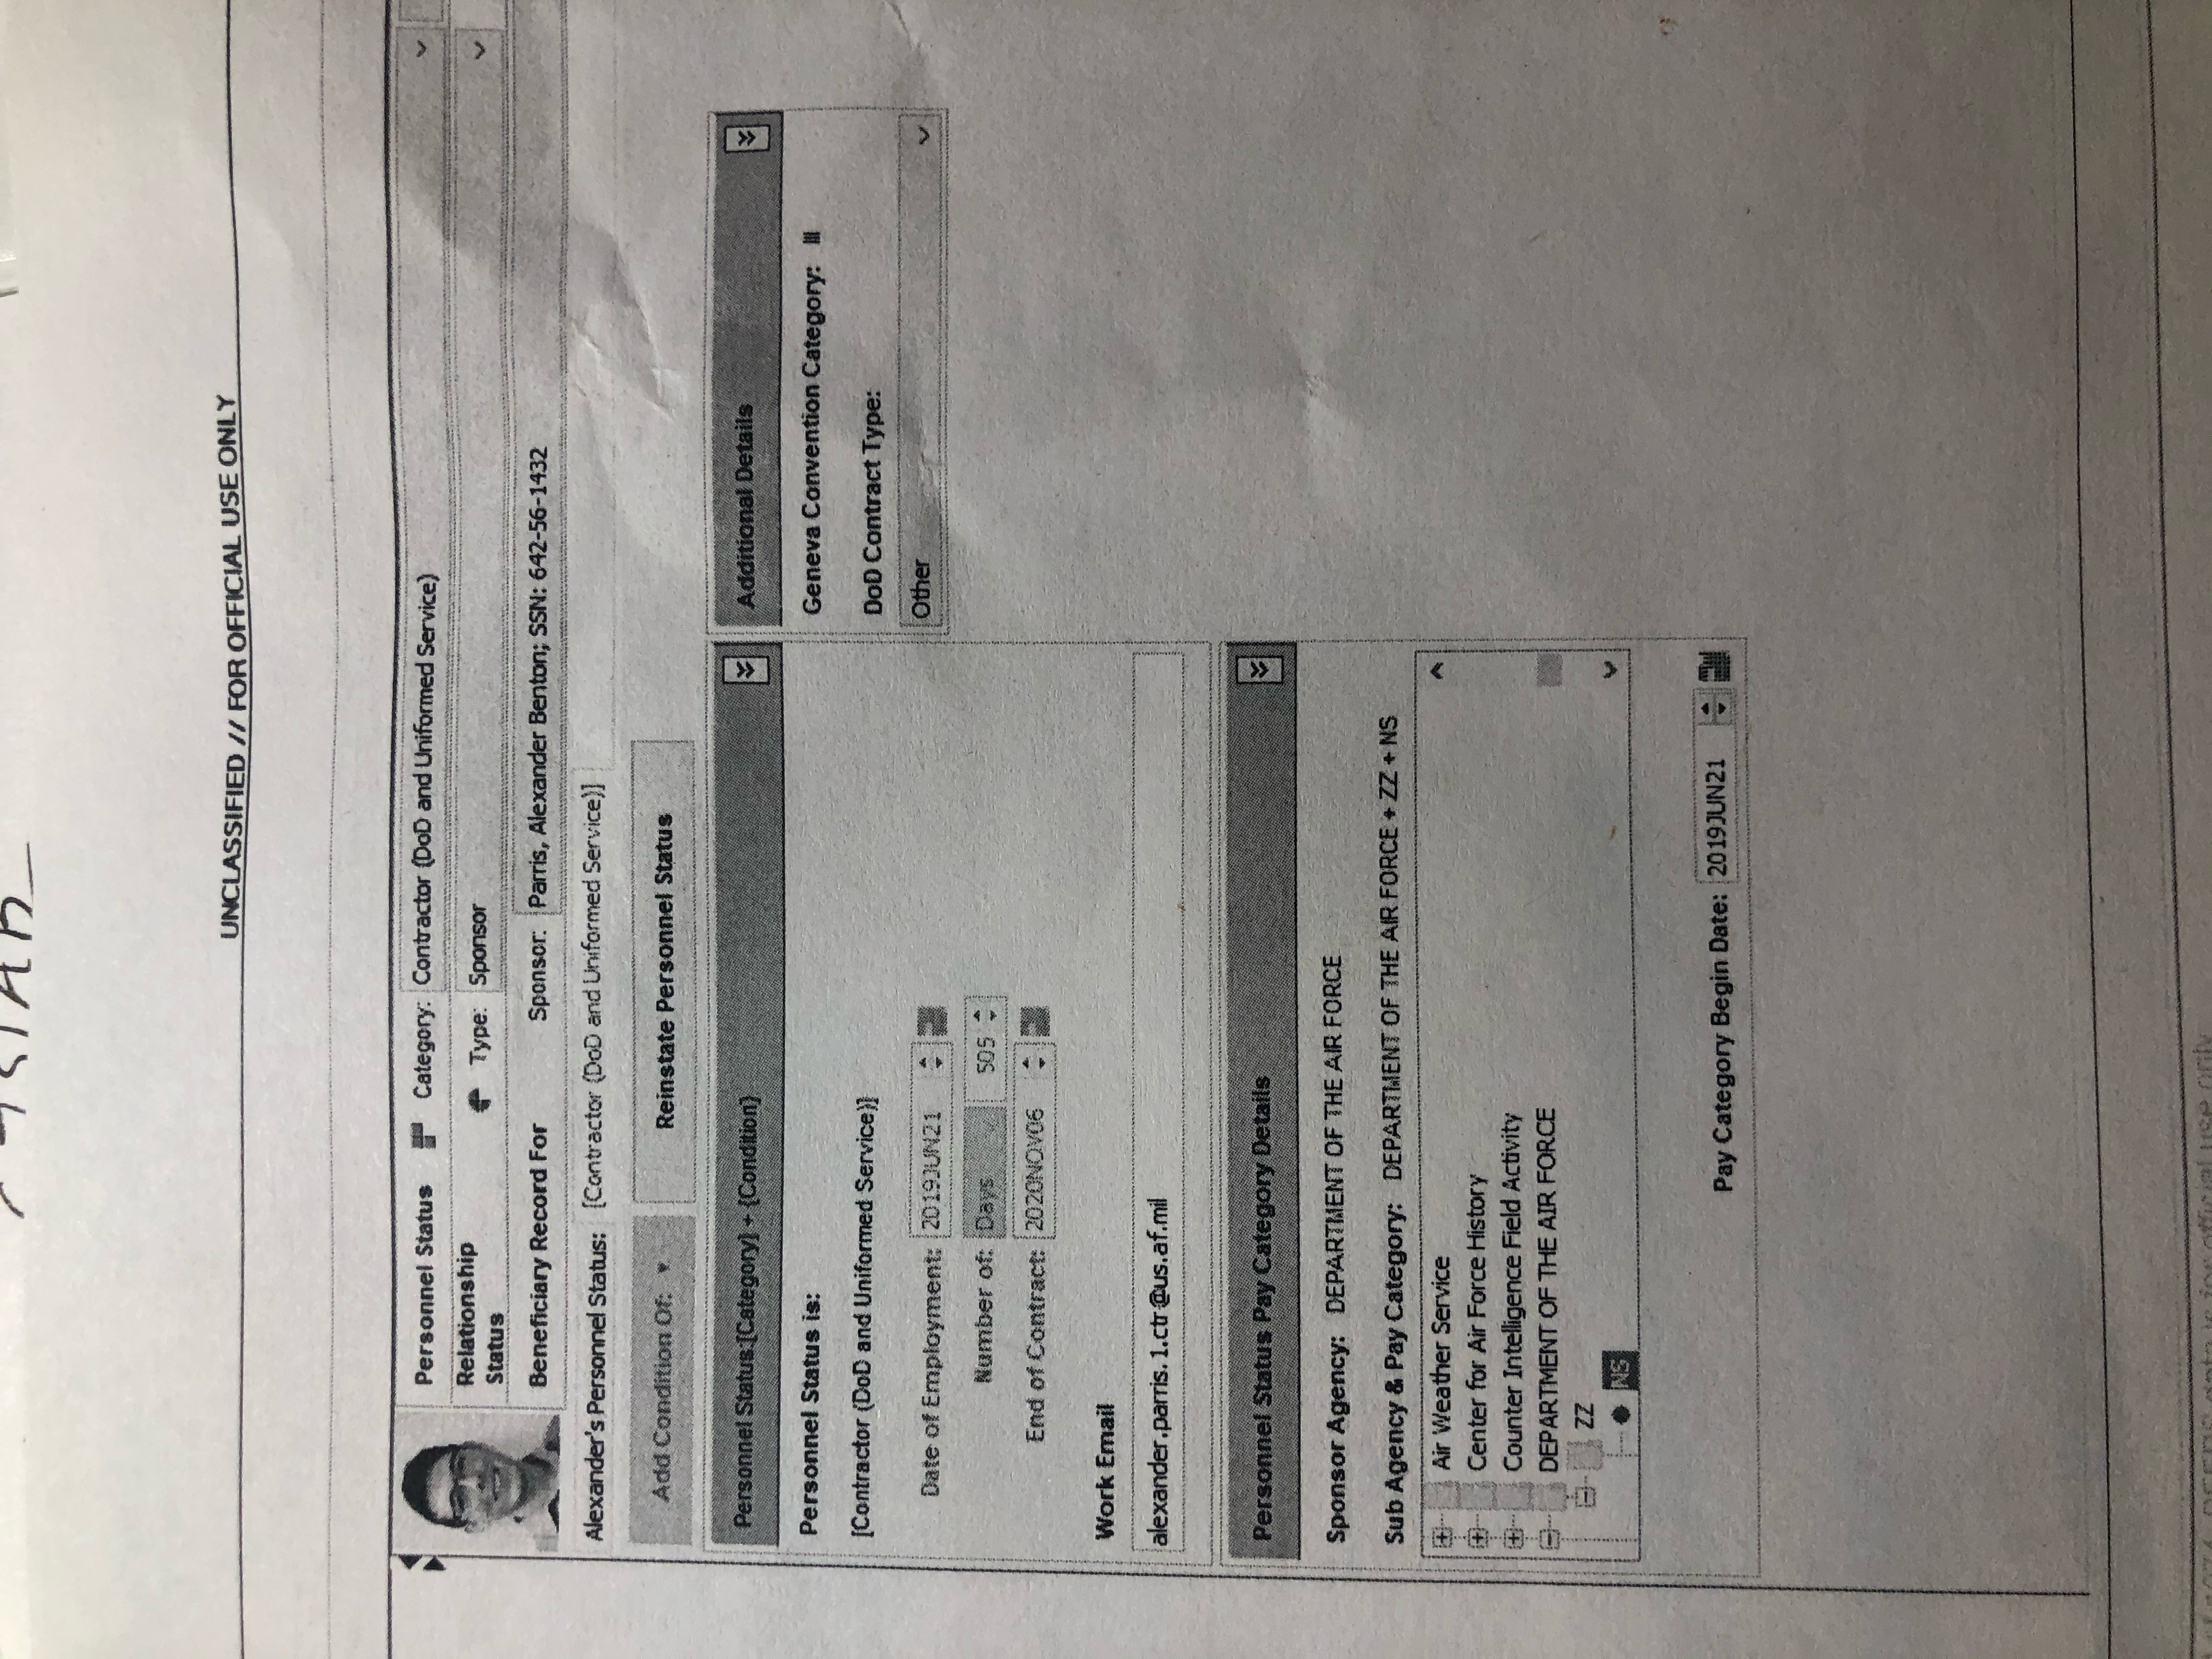 UNCLASSIFIED // FOR OFFICIAL USE ONLY
Personnel Status Category: Contractor (DoD and Uniformed Service)
Relationship Status Type: Sponsor
Beneficiary Record For Sponsor: Parris, Alexander Benton; SSN: 642-56-1432
Alexander's Personnel Status: [Contractor (DoD and Uniformed Service)]
Add Condition Of: Reinstate Personnel Status
Personnel Status:[Category] + {Condition}
Personnel Status is:
[Contractor (DoD and Uniformed Service)]
Date of Employment: 2019JUN21
Number of: Days 505
End of Contract: 2020NOV06
Work Email
alexander.parris.1.ctr@us.af.mil
Additional Details
Geneva Convention Category: III
DoD Contract Type:
Other
Personnel Status Pay Category Details
Sponsor Agency: DEPARTMENT OF THE AIR FORCE
Sub Agency & Pay Category: DEPARTMENT OF THE AIR FORCE + ZZ + NS
Air Weather Service
Center for Air Force History
Counter Intelligence Field Activity
DEPARTMENT OF THE AIR FORCE
ZZ
NS
Pay Category Begin Date: 2019JUN21